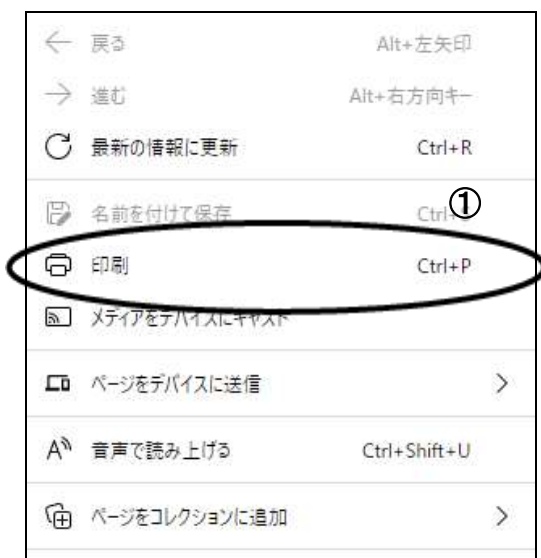 戻る Alt+左矢印
進む Alt+右方向キー
最新の情報に更新 Ctrl+R
①
名前を付けて保存
印刷 Ctrl+P
メディアをデバイスにキャスト
ページをデバイスに送信
音声で読み上げる Ctrl+Shift+U
ページをコレクションに追加